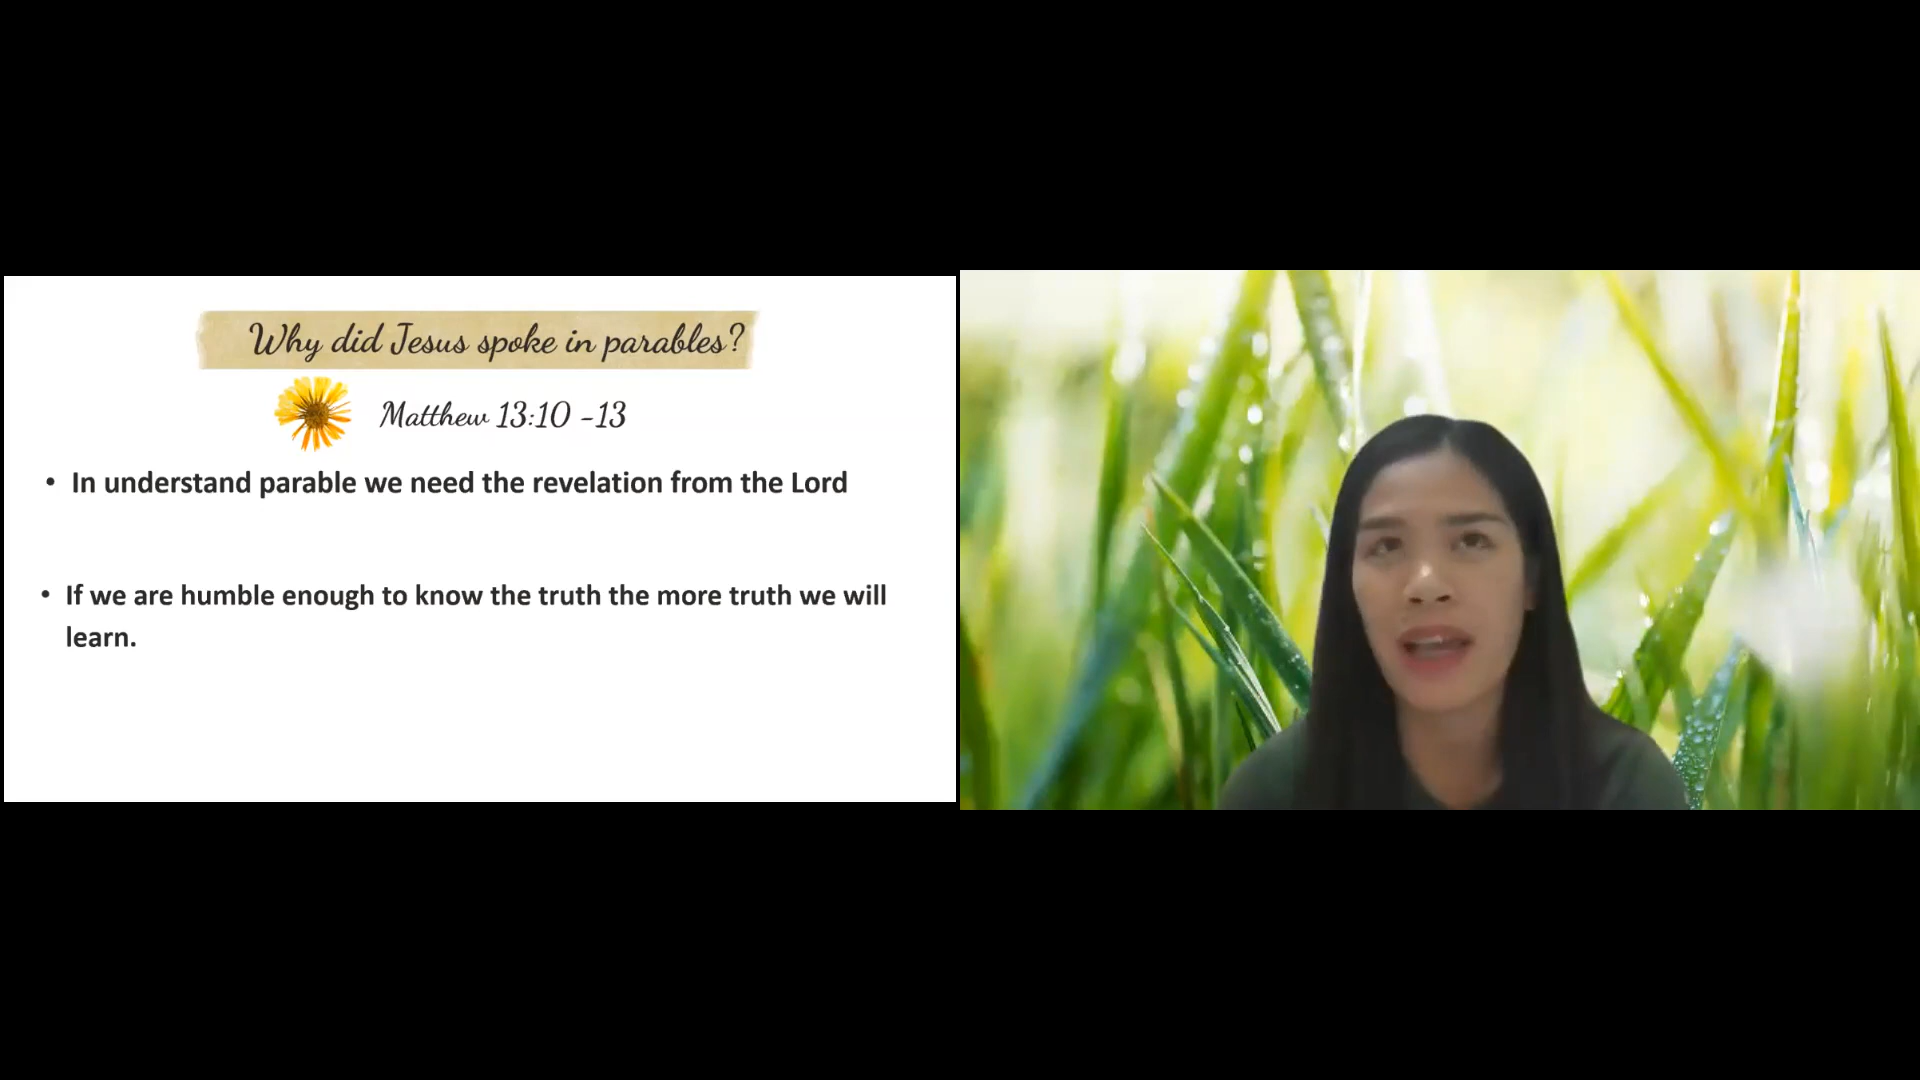 Why did Jesus spoke in parables?
Matthew 13:10 -13
• In understand parable we need the revelation from the Lord
• If we are humble enough to know the truth the more truth we will
learn.